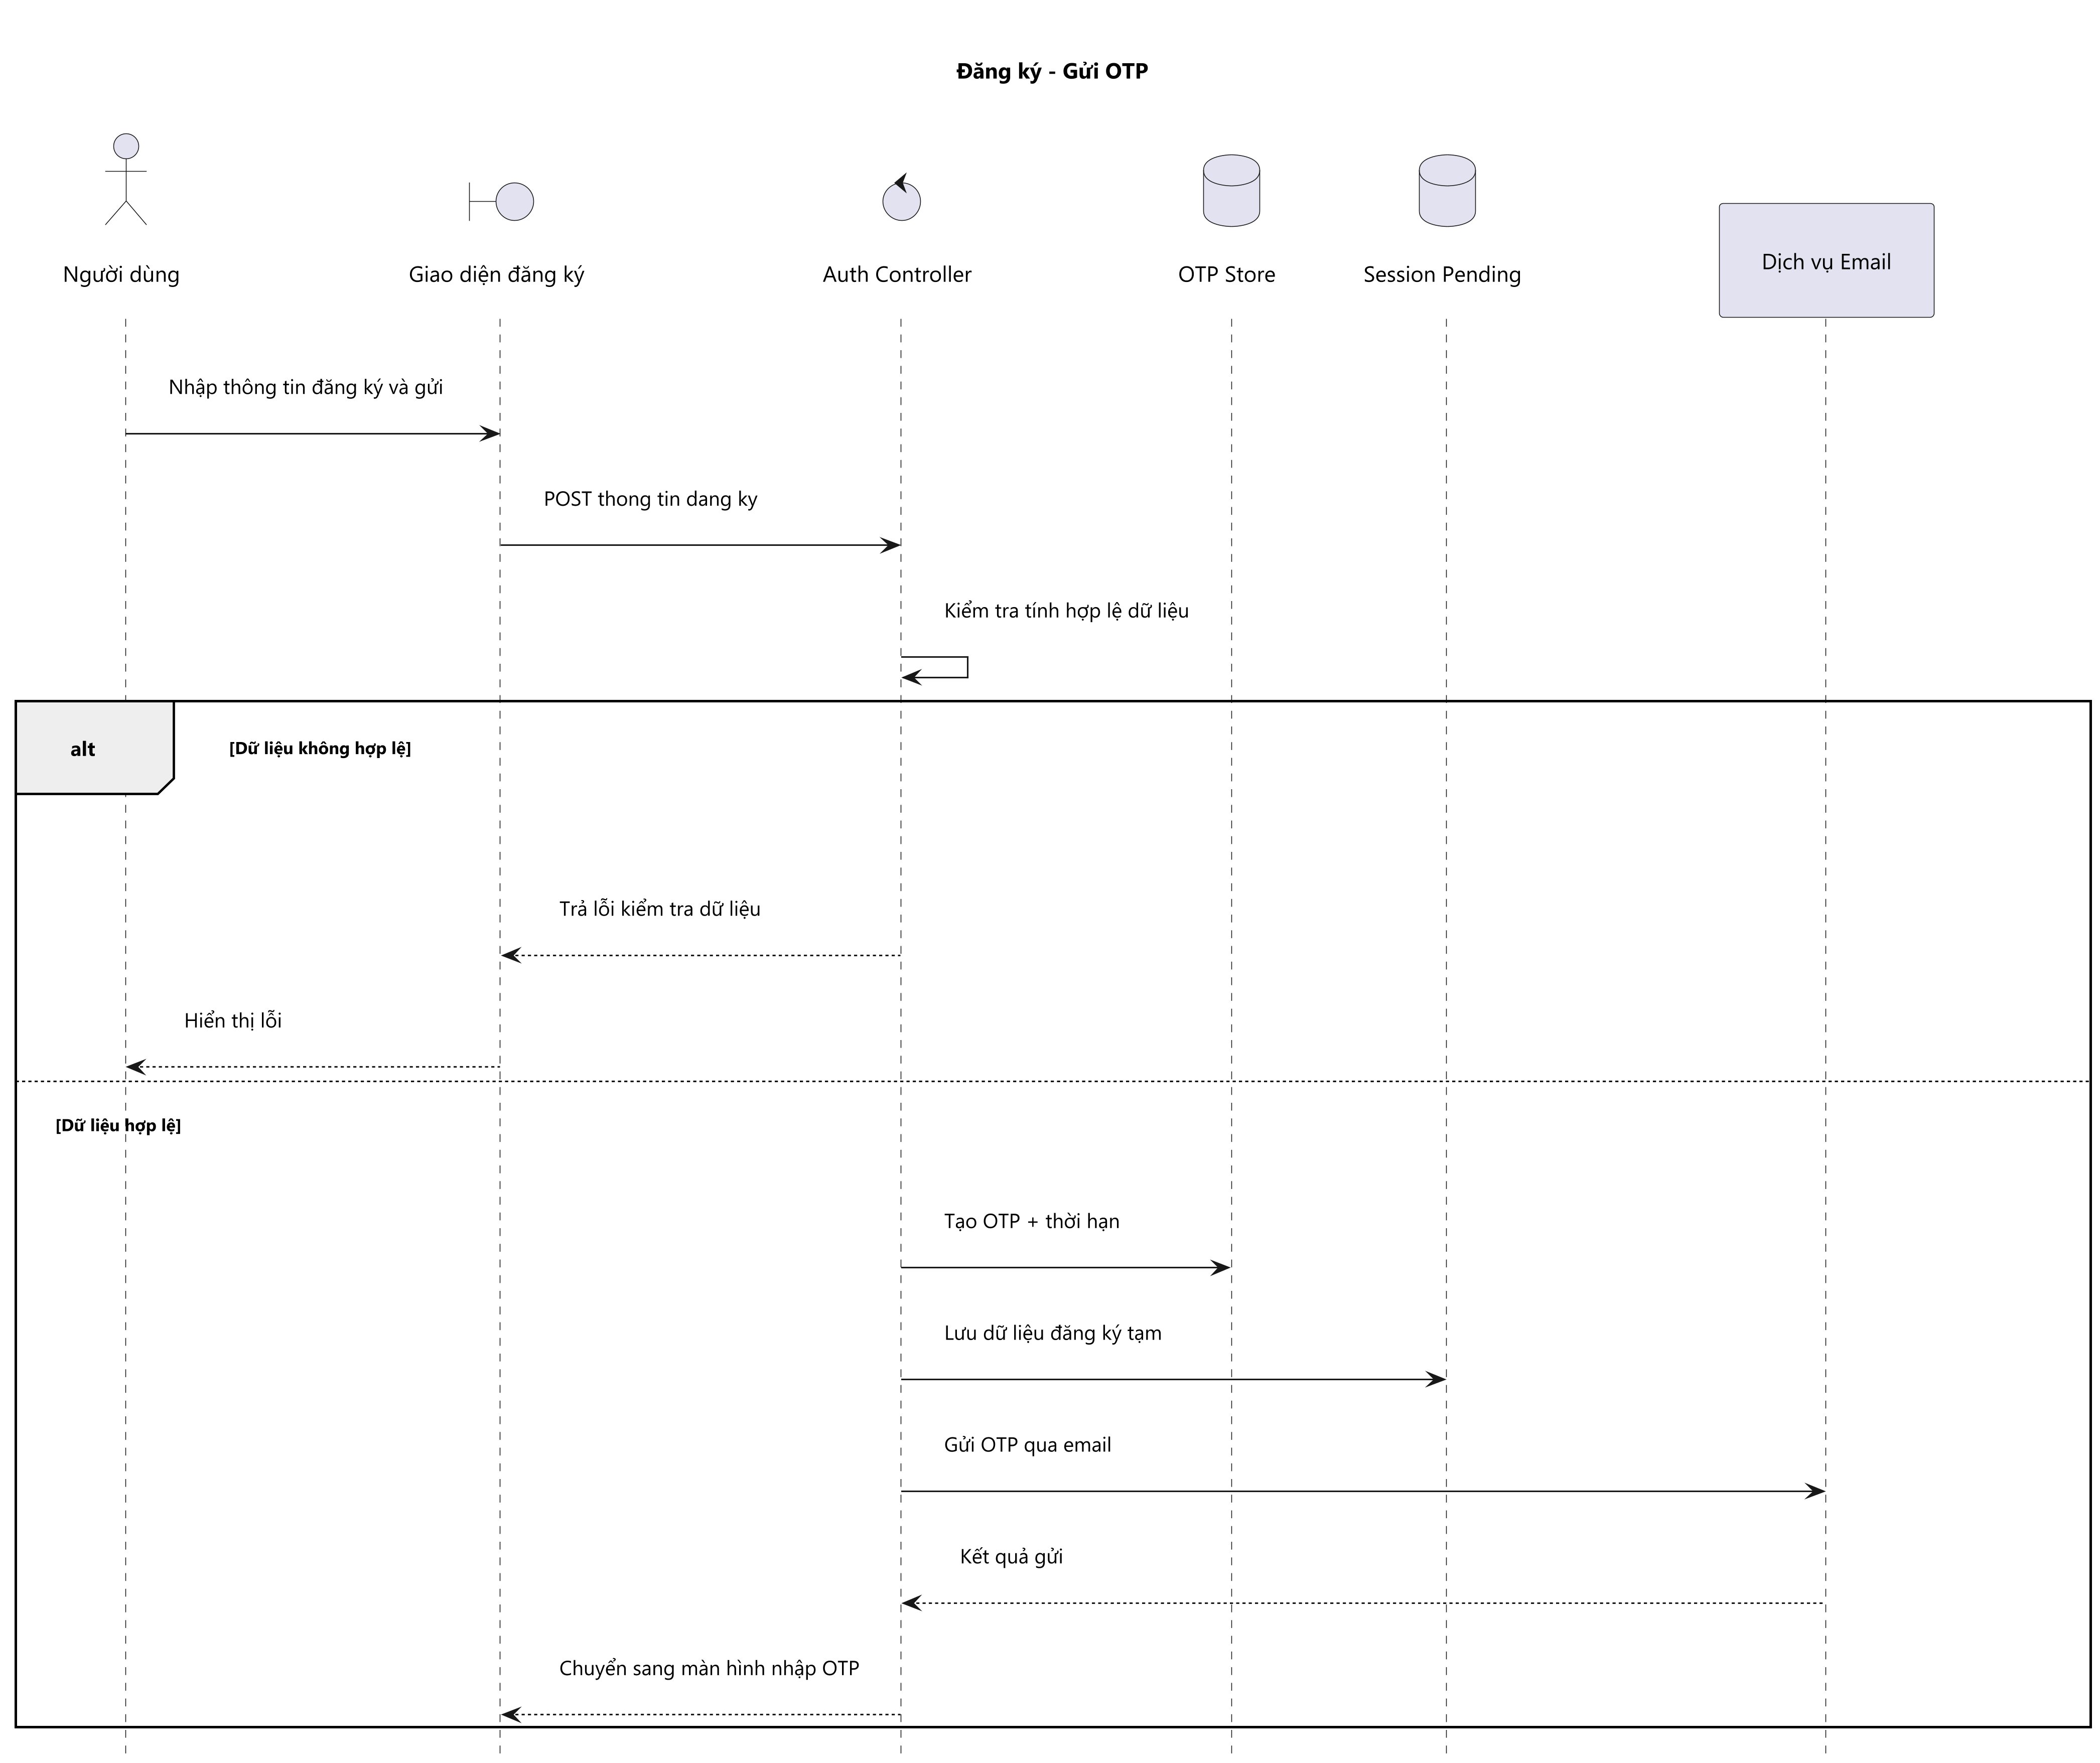 Đăng ký - Gửi OTP
Người dùng
Giao diện đăng ký
Auth Controller
OTP Store
Session Pending
Dịch vụ Email
Nhập thông tin đăng ký và gửi
POST thong tin dang ky
Kiểm tra tính hợp lệ dữ liệu
alt
[Dữ liệu không hợp lệ]
Trả lỗi kiểm tra dữ liệu
Hiển thị lỗi
[Dữ liệu hợp lệ]
Tạo OTP + thời hạn
Lưu dữ liệu đăng ký tạm
Gửi OTP qua email
Kết quả gửi
Chuyển sang màn hình nhập OTP